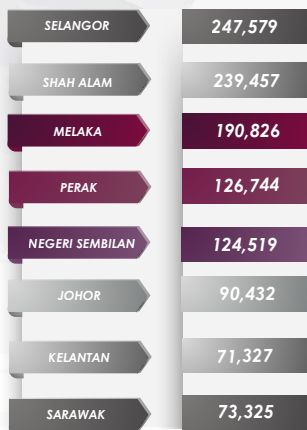 SELANGOR 247,579
SHAH ALAM 239,457
MELAKA 190,826
PERAK 126,744
NEGERI SEMBILAN 124,519
JOHOR 90,432
KELANTAN 71,327
SARAWAK 73,325